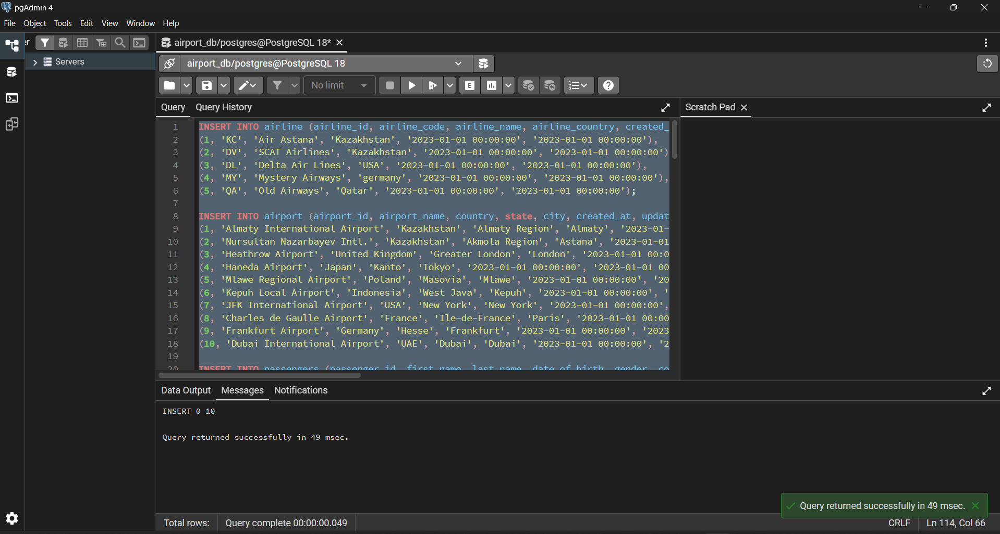 pgAdmin 4
File Object Tools Edit View Window Help
er
airport_db/postgres@PostgreSQL 18*
Servers
airport_db/postgres@PostgreSQL 18
No limit
E
Query Query History
Scratch Pad
1 INSERT INTO airline (airline_id, airline_code, airline_name, airline_country, created_
2 (1, 'KC', 'Air Astana', 'Kazakhstan', '2023-01-01 00:00:00', '2023-01-01 00:00:00'),
3 (2, 'DV', 'SCAT Airlines', 'Kazakhstan', '2023-01-01 00:00:00', '2023-01-01 00:00:00')
4 (3, 'DL', 'Delta Air Lines', 'USA', '2023-01-01 00:00:00', '2023-01-01 00:00:00'),
5 (4, 'MY', 'Mystery Airways', 'germany', '2023-01-01 00:00:00', '2023-01-01 00:00:00'),
6 (5, 'QA', 'Old Airways', 'Qatar', '2023-01-01 00:00:00', '2023-01-01 00:00:00');
7
8 INSERT INTO airport (airport_id, airport_name, country, state, city, created_at, updat
9 (1, 'Almaty International Airport', 'Kazakhstan', 'Almaty Region', 'Almaty', '2023-01-
10 (2, 'Nursultan Nazarbayev Intl.', 'Kazakhstan', 'Akmola Region', 'Astana', '2023-01-01
11 (3, 'Heathrow Airport', 'United Kingdom', 'Greater London', 'London', '2023-01-01 00:0
12 (4, 'Haneda Airport', 'Japan', 'Kanto', 'Tokyo', '2023-01-01 00:00:00', '2023-01-01 00
13 (5, 'Mlawe Regional Airport', 'Poland', 'Masovia', 'Mlawe', '2023-01-01 00:00:00', '20
14 (6, 'Kepuh Local Airport', 'Indonesia', 'West Java', 'Kepuh', '2023-01-01 00:00:00', '
15 (7, 'JFK International Airport', 'USA', 'New York', 'New York', '2023-01-01 00:00:00',
16 (8, 'Charles de Gaulle Airport', 'France', 'Ile-de-France', 'Paris', '2023-01-01 00:00
17 (9, 'Frankfurt Airport', 'Germany', 'Hesse', 'Frankfurt', '2023-01-01 00:00:00', '2023
18 (10, 'Dubai International Airport', 'UAE', 'Dubai', 'Dubai', '2023-01-01 00:00:00', '2
19
20 INSERT INTO passengers (passenger_id, first_name, last_name, date_of_birth, gender, co
Data Output Messages Notifications
INSERT 0 10
Query returned successfully in 49 msec.
Query returned successfully in 49 msec.
Total rows: Query complete 00:00:00.049 CRLF Ln 114, Col 66